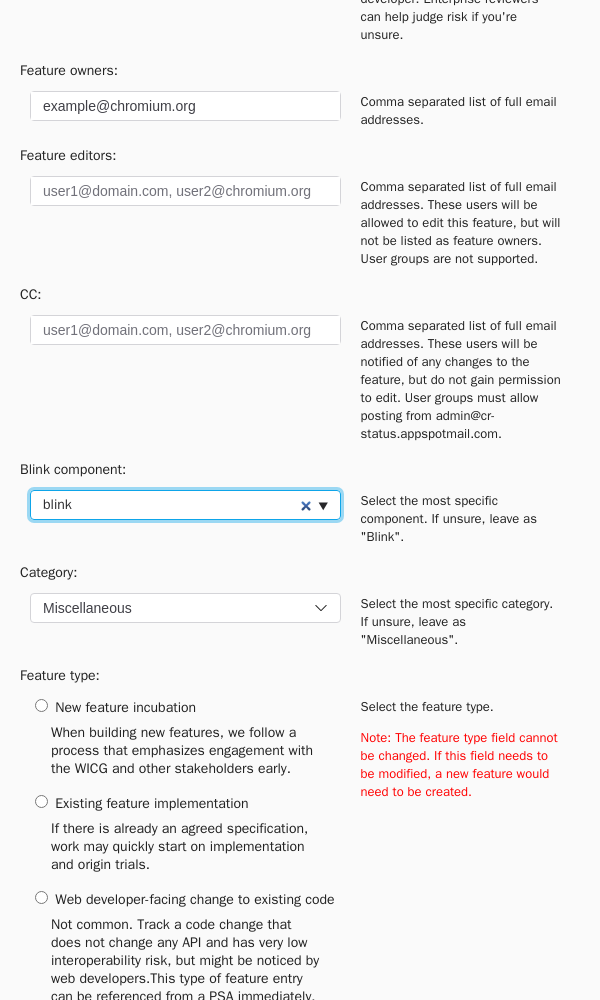 developer. Enterprise reviewers
can help judge risk if you're
unsure.
Feature owners:
example@chromium.org
Comma separated list of full email
addresses.
Feature editors:
user1@domain.com, user2@chromium.org
Comma separated list of full email
addresses. These users will be
allowed to edit this feature, but will
not be listed as feature owners.
User groups are not supported.
CC:
user1@domain.com, user2@chromium.org
Comma separated list of full email
addresses. These users will be
notified of any changes to the
feature, but do not gain permission
to edit. User groups must allow
posting from admin@cr-
status.appspotmail.com.
Blink component:
blink
Select the most specific
component. If unsure, leave as
"Blink".
Category:
Miscellaneous
Select the most specific category.
If unsure, leave as
"Miscellaneous".
Feature type:
New feature incubation
When building new features, we follow a
process that emphasizes engagement with
the WICG and other stakeholders early.
Existing feature implementation
If there is already an agreed specification,
work may quickly start on implementation
and origin trials.
Web developer-facing change to existing code
Not common. Track a code change that
does not change any API and has very low
interoperability risk, but might be noticed by
web developers.This type of feature entry
can be referenced from a PSA immediately.
Select the feature type.
Note: The feature type field cannot
be changed. If this field needs to
be modified, a new feature would
need to be created.